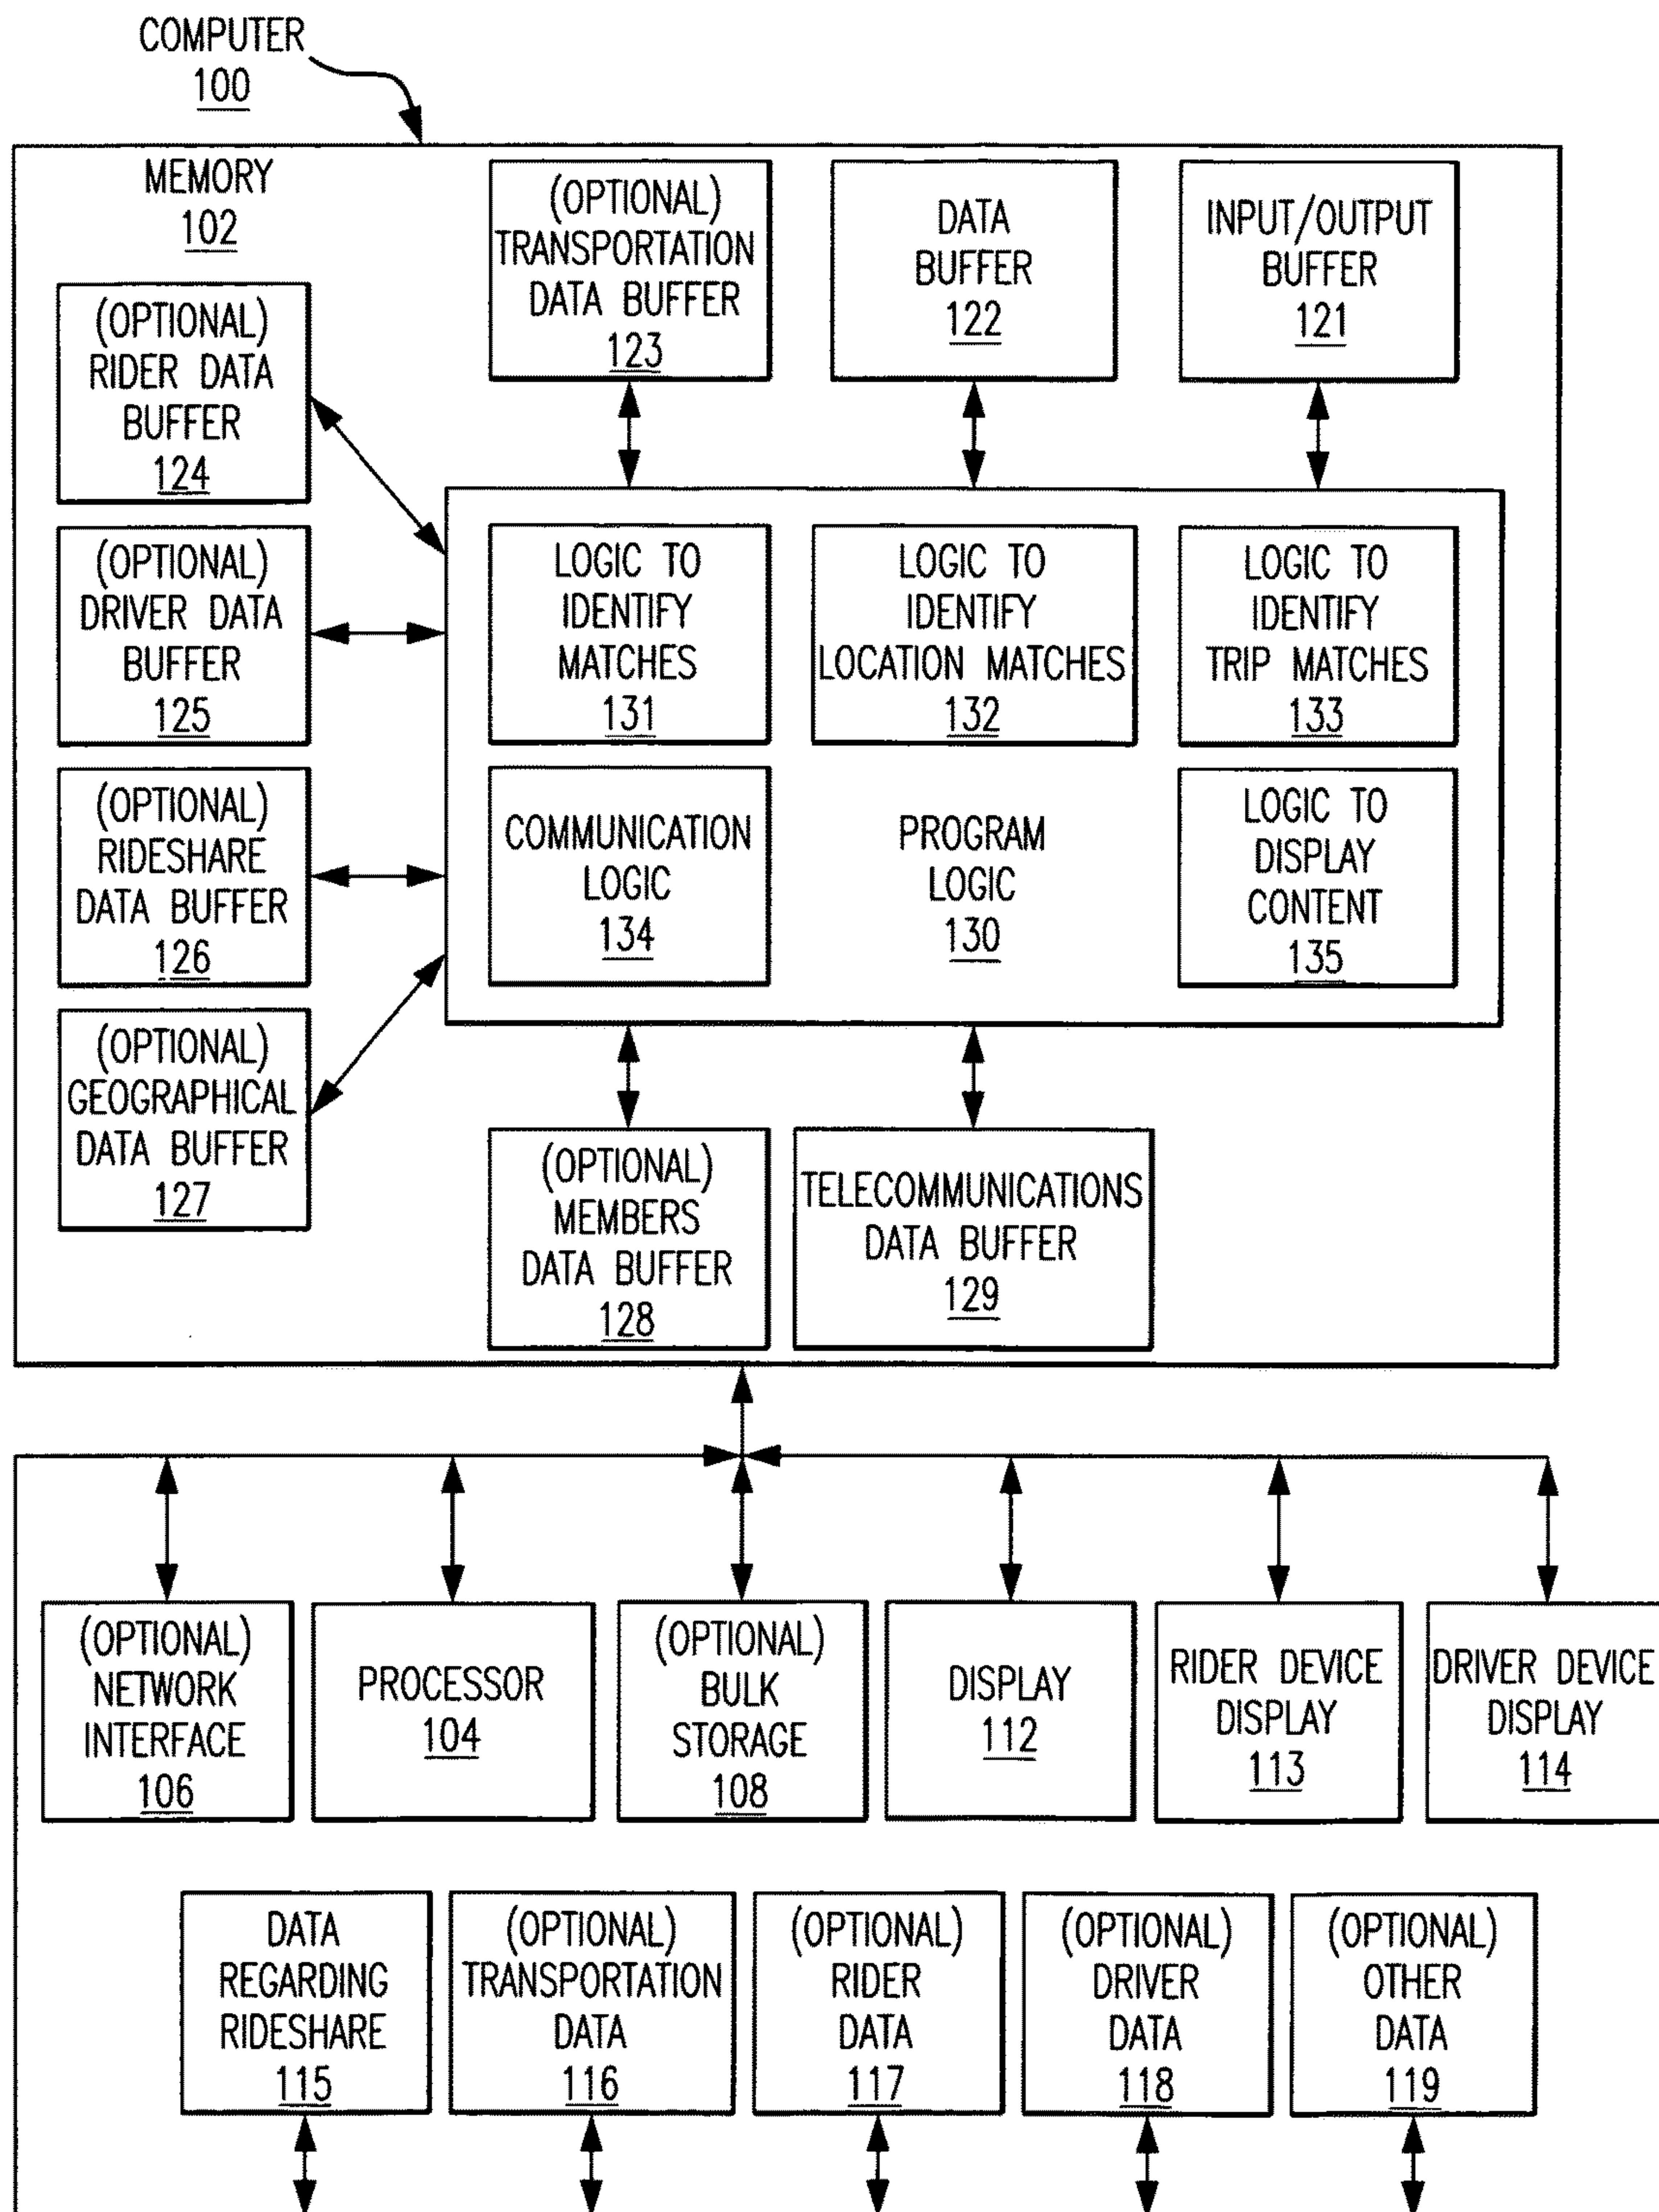 COMPUTER
100
MEMORY
102
(OPTIONAL)
TRANSPORTATION
DATA BUFFER
123
DATA
BUFFER
122
INPUT/OUTPUT
BUFFER
121
(OPTIONAL)
RIDER DATA
BUFFER
124
(OPTIONAL)
DRIVER DATA
BUFFER
125
(OPTIONAL)
RIDESHARE
DATA BUFFER
126
(OPTIONAL)
GEOGRAPHICAL
DATA BUFFER
127
LOGIC TO
IDENTIFY
MATCHES
131
LOGIC TO
IDENTIFY
LOCATION MATCHES
132
LOGIC TO
IDENTIFY
TRIP MATCHES
133
COMMUNICATION
LOGIC
134
PROGRAM
LOGIC
130
LOGIC TO
DISPLAY
CONTENT
135
(OPTIONAL)
MEMBERS
DATA BUFFER
128
TELECOMMUNICATIONS
DATA BUFFER
129
(OPTIONAL)
NETWORK
INTERFACE
106
PROCESSOR
104
(OPTIONAL)
BULK
STORAGE
108
DISPLAY
112
RIDER DEVICE
DISPLAY
113
DRIVER DEVICE
DISPLAY
114
DATA
REGARDING
RIDESHARE
115
(OPTIONAL)
TRANSPORTATION
DATA
116
(OPTIONAL)
RIDER
DATA
117
(OPTIONAL)
DRIVER
DATA
118
(OPTIONAL)
OTHER
DATA
119